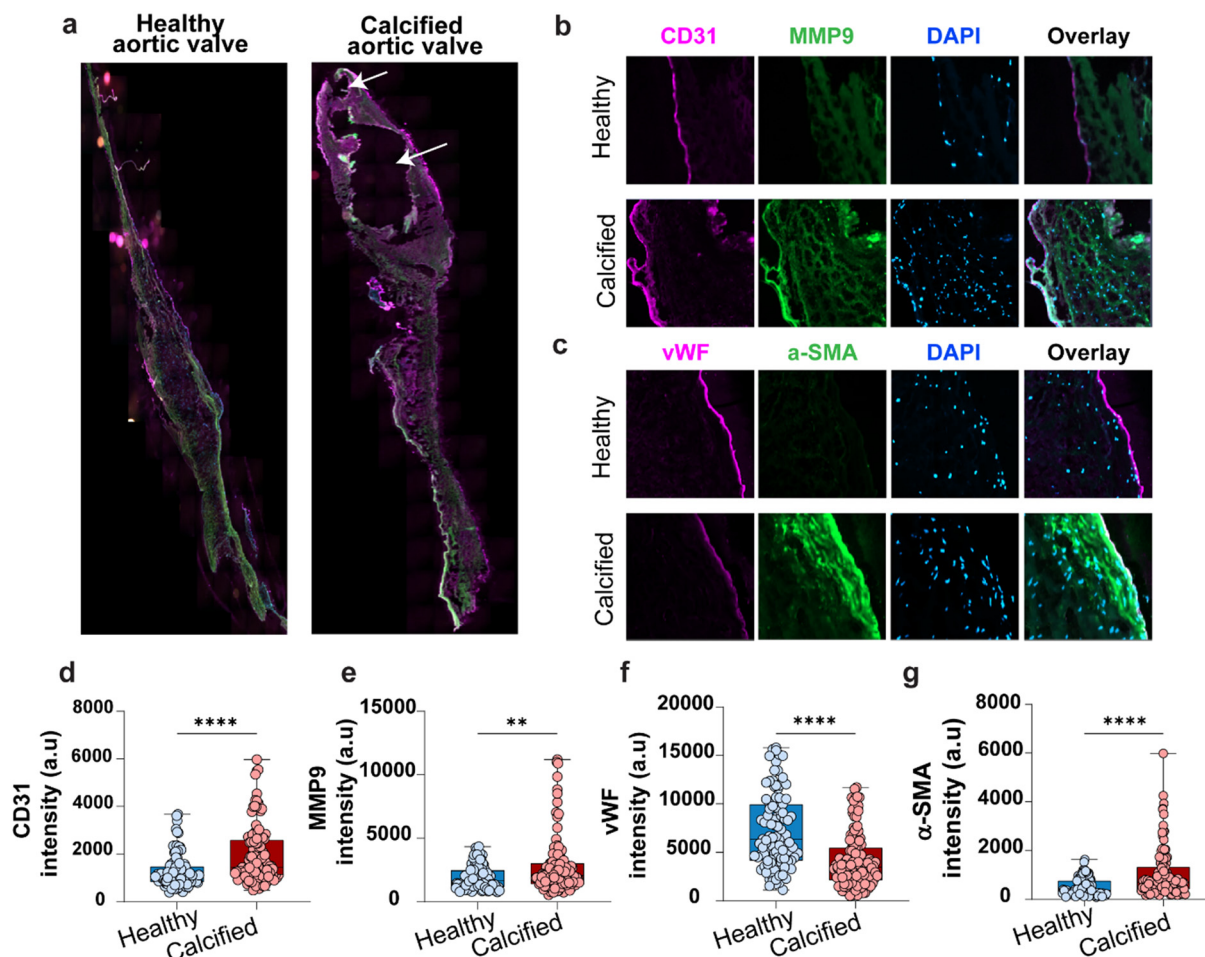 a
Healthy
aortic valve
Calcified
aortic valve
b
CD31 MMP9 DAPI Overlay
Healthy
Calcified
c
vWF a-SMA DAPI Overlay
Healthy
Calcified
d
CD31
intensity (a.u)
8000
6000
4000
2000
0
****
Healthy
Calcified
e
MMP9
intensity (a.u)
15000
10000
5000
0
**
Healthy
Calcified
f
vWF
intensity (a.u)
20000
15000
10000
5000
0
****
Healthy
Calcified
g
α-SMA
intensity (a.u)
8000
6000
4000
2000
0
****
Healthy
Calcified